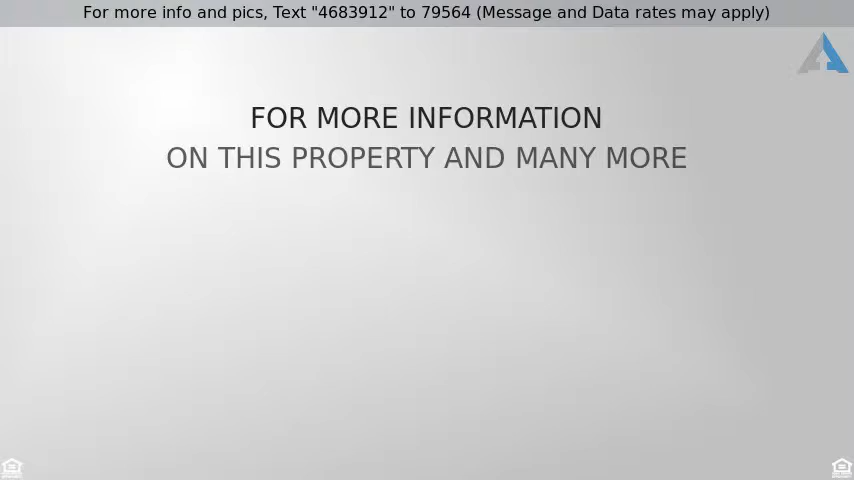 For more info and pics, Text "4683912" to 79564 (Message and Data rates may apply)
FOR MORE INFORMATION
ON THIS PROPERTY AND MANY MORE